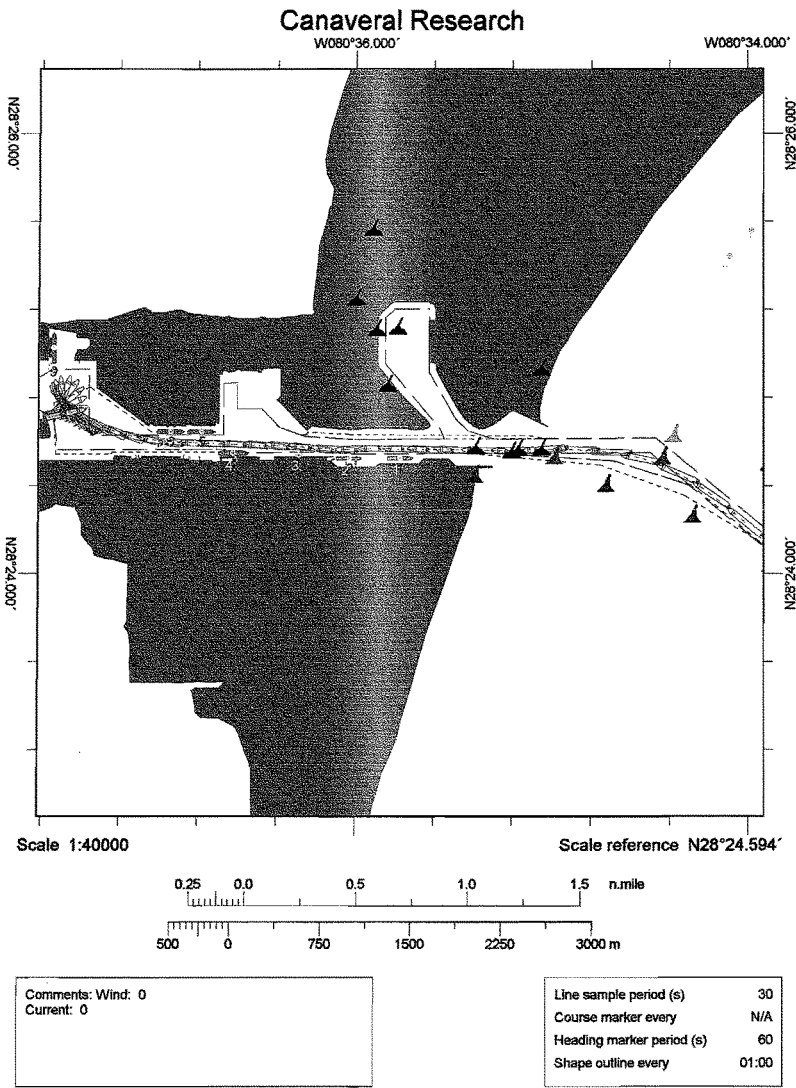 Canaveral Research
W080°36.000´ W080°34.000´
N28°26.000´ N28°26.000´
4 3 2 1
N28°24.000´ N28°24.000´
Scale 1:40000 Scale reference N28°24.594´
0.25 0.0 0.5 1.0 1.5 n.mile
500 0 750 1500 2250 3000 m
Comments: Wind: 0
Current: 0
Line sample period (s) 30
Course marker every N/A
Heading marker period (s) 60
Shape outline every 01:00